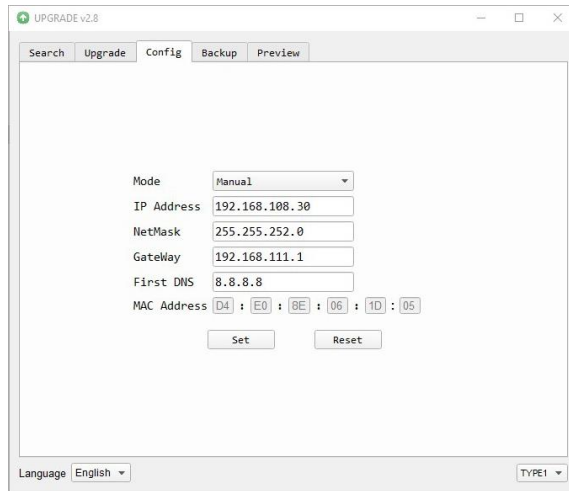 UPGRADE v2.8
Search Upgrade Config Backup Preview
Mode Manual
IP Address 192.168.108.30
NetMask 255.255.252.0
GateWay 192.168.111.1
First DNS 8.8.8.8
MAC Address D4 : E0 : 8E : 06 : 1D : 05
Set Reset
Language English TYPE1